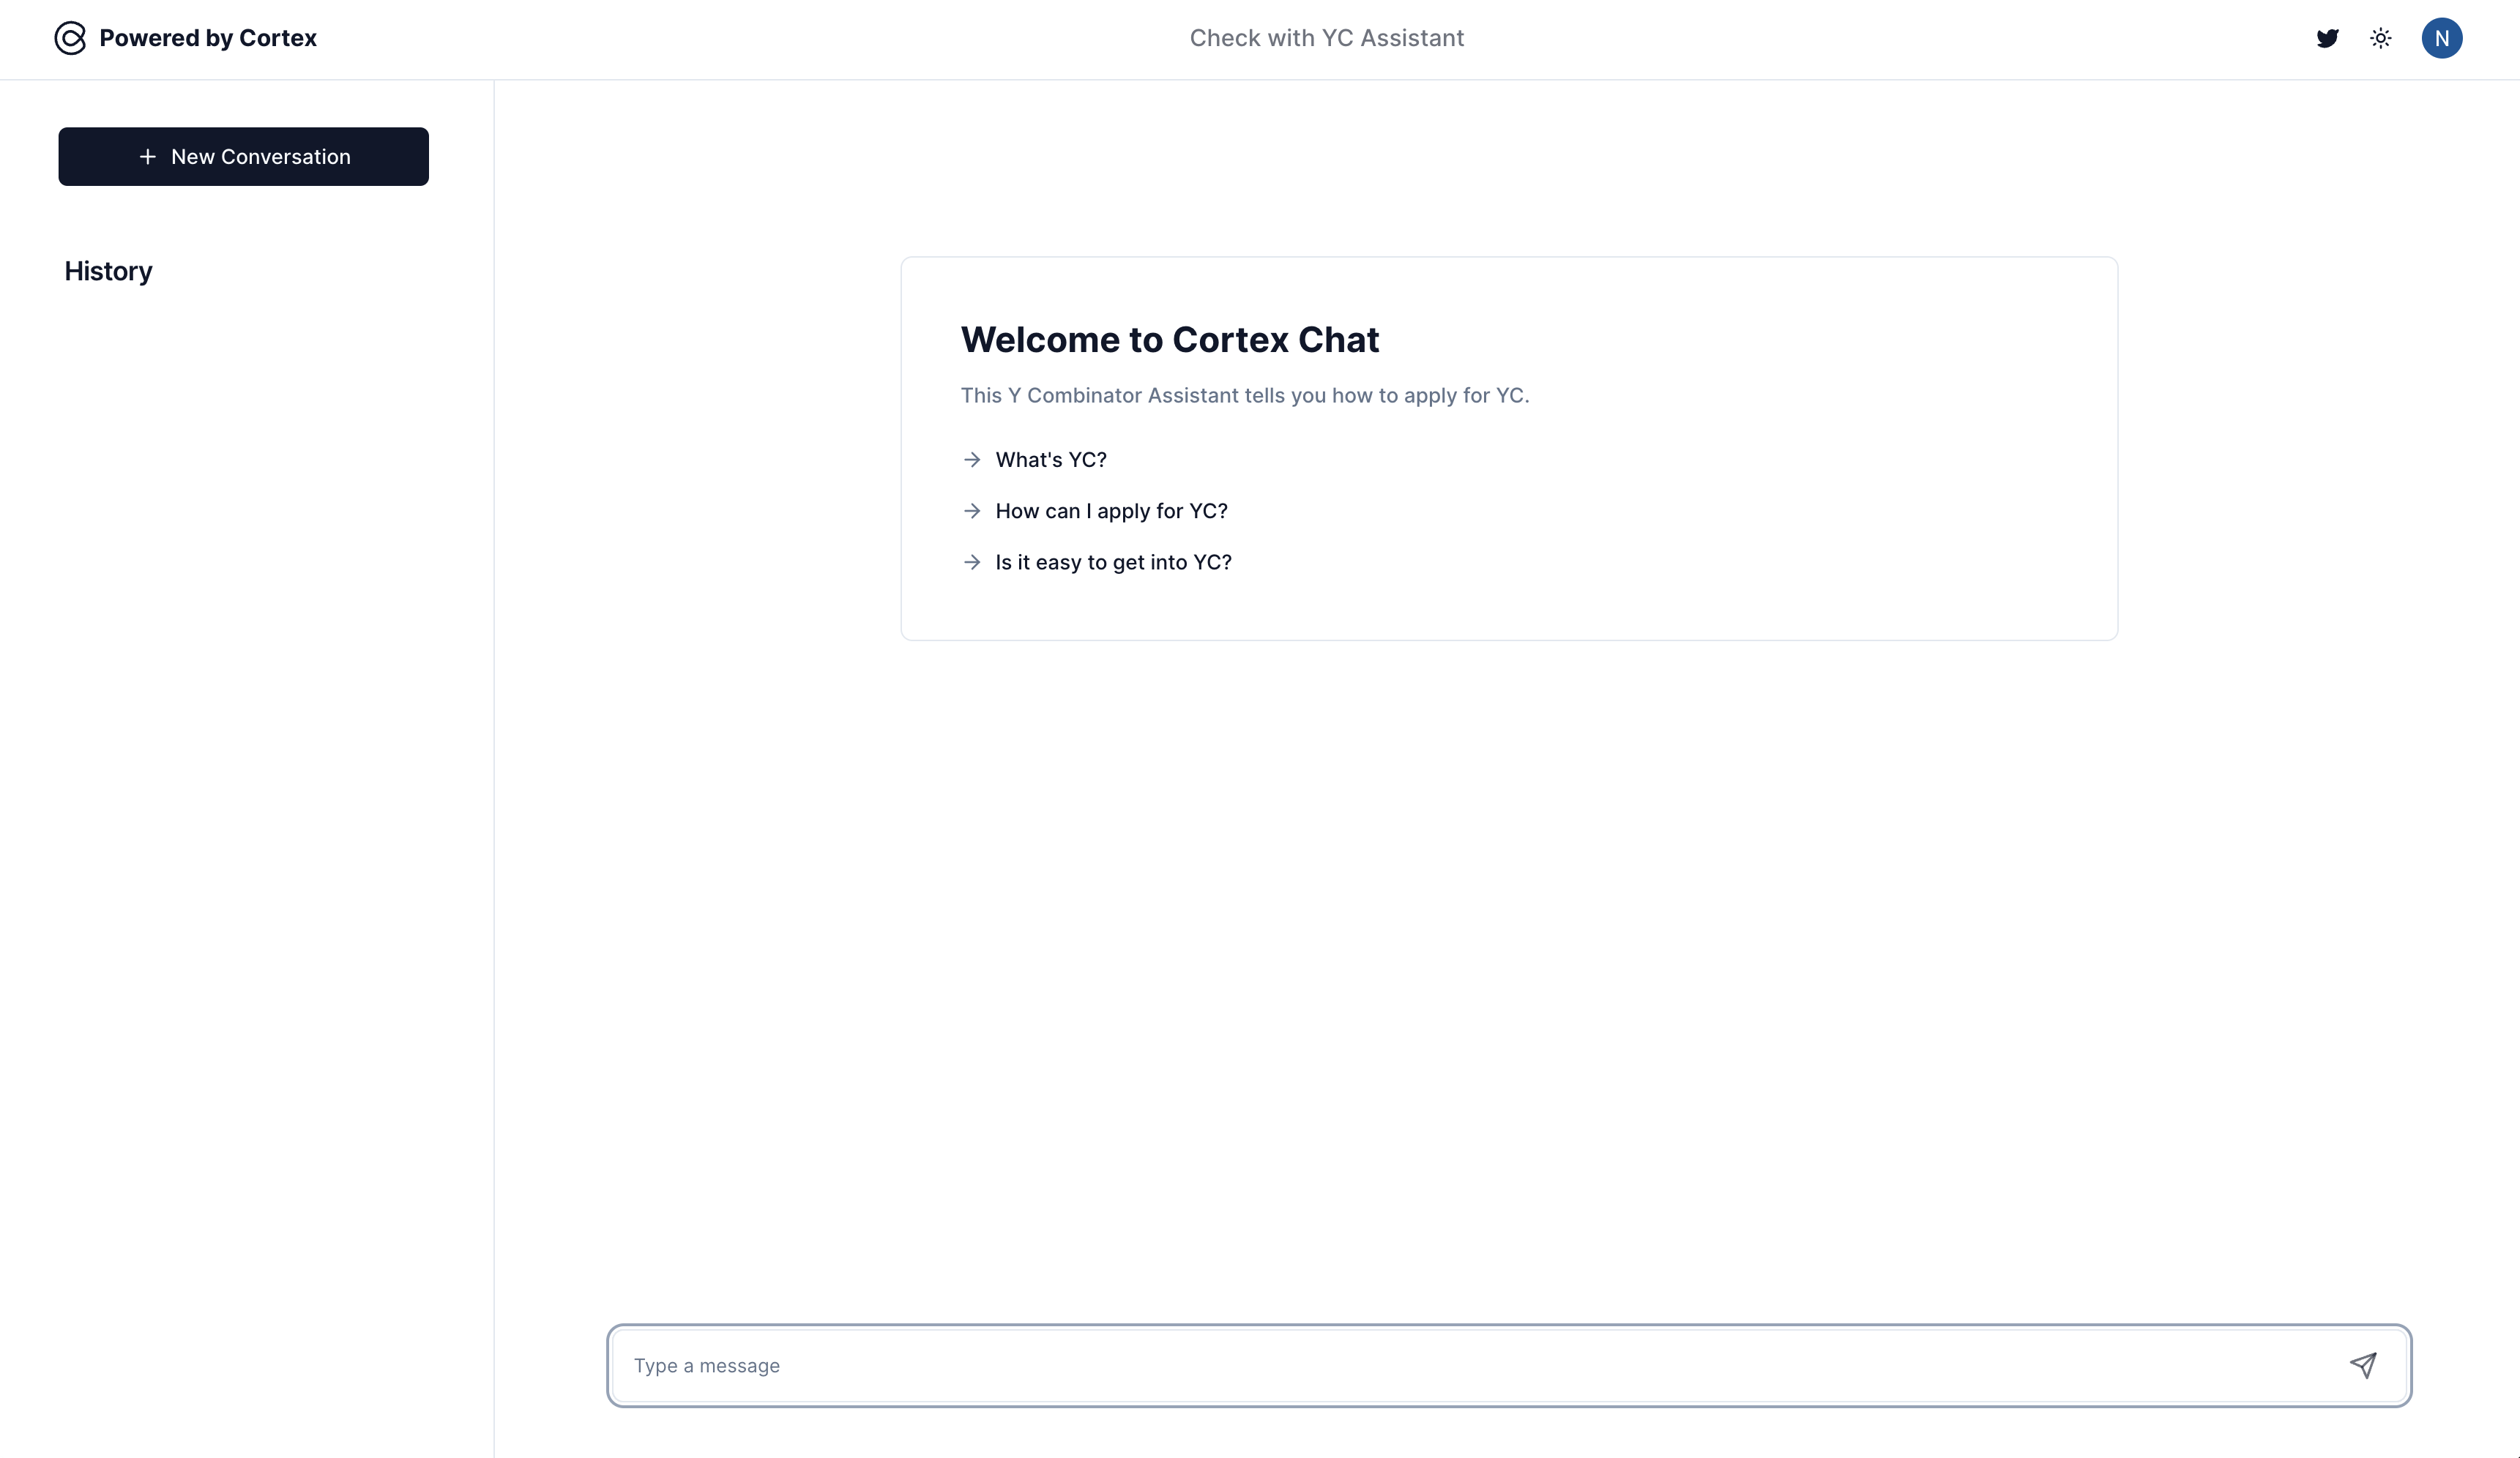 Powered by Cortex
Check with YC Assistant
N
New Conversation
History
Welcome to Cortex Chat
This Y Combinator Assistant tells you how to apply for YC.
What's YC?
How can I apply for YC?
Is it easy to get into YC?
Type a message